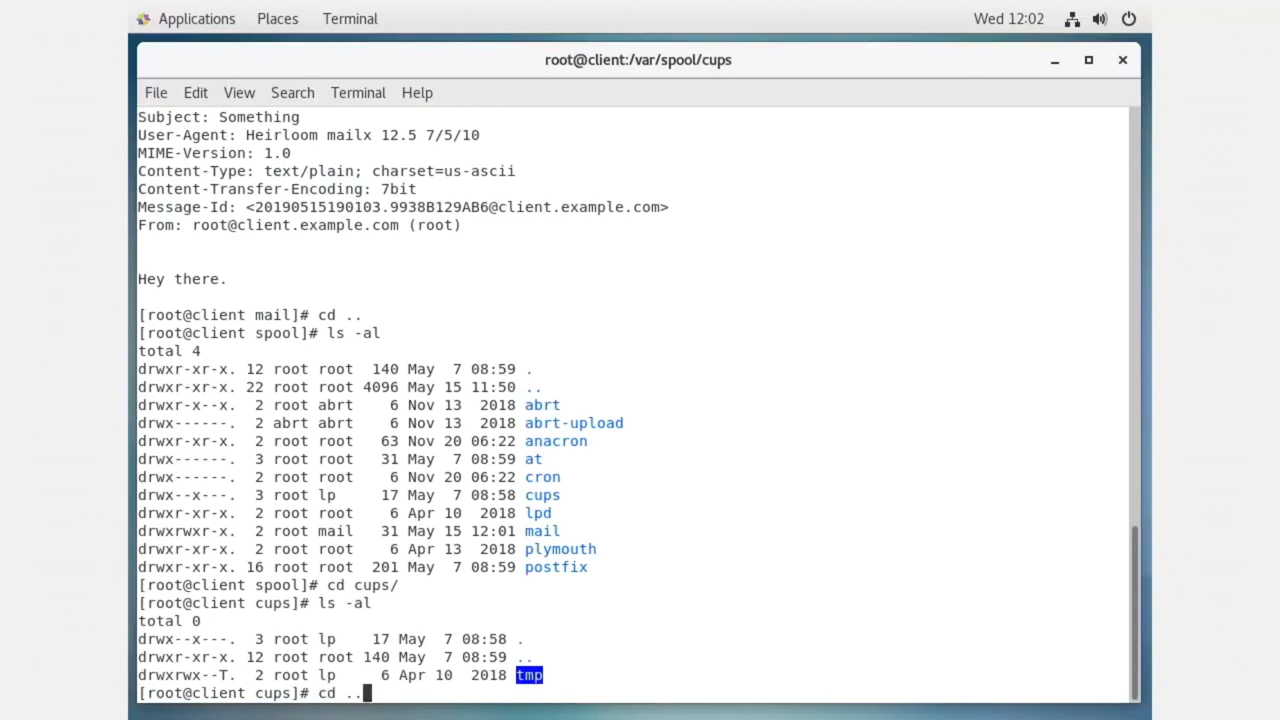 Applications Places Terminal Wed 12:02
root@client:/var/spool/cups
File Edit View Search Terminal Help
Subject: Something
User-Agent: Heirloom mailx 12.5 7/5/10
MIME-Version: 1.0
Content-Type: text/plain; charset=us-ascii
Content-Transfer-Encoding: 7bit
Message-Id: <20190515190103.9938B129AB6@client.example.com>
From: root@client.example.com (root)
Hey there.
[root@client mail]# cd ..
[root@client spool]# ls -al
total 4
drwxr-xr-x. 12 root root  140 May  7 08:59 .
drwxr-xr-x. 22 root root 4096 May 15 11:50 ..
drwxr-x--x.  2 root abrt    6 Nov 13  2018 abrt
drwx------.  2 abrt abrt    6 Nov 13  2018 abrt-upload
drwxr-xr-x.  2 root root   63 Nov 20 06:22 anacron
drwx------.  3 root root   31 May  7 08:59 at
drwx------.  2 root root    6 Nov 20 06:22 cron
drwx--x---.  3 root lp     17 May  7 08:58 cups
drwxr-xr-x.  2 root root    6 Apr 10  2018 lpd
drwxrwxr-x.  2 root mail   31 May 15 12:01 mail
drwxr-xr-x.  2 root root    6 Apr 13  2018 plymouth
drwxr-xr-x. 16 root root  201 May  7 08:59 postfix
[root@client spool]# cd cups/
[root@client cups]# ls -al
total 0
drwx--x---.  3 root lp    17 May  7 08:58 .
drwxr-xr-x. 12 root root 140 May  7 08:59 ..
drwxrwx--T.  2 root lp     6 Apr 10  2018 tmp
[root@client cups]# cd ..